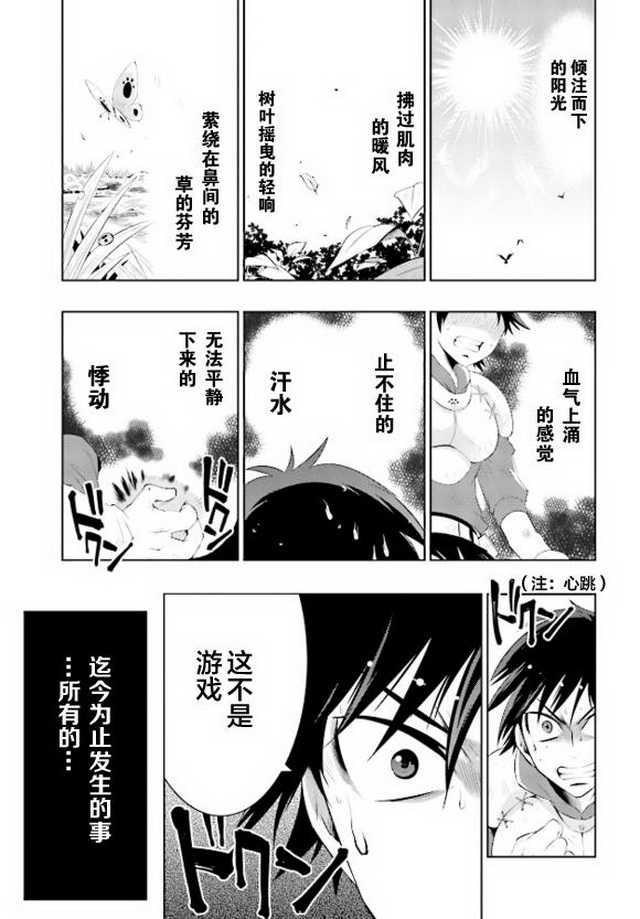 倾注而下
的阳光
拂过肌肉
的暖风
树叶摇曳的轻响
萦绕在鼻间的
草的芬芳
血气上涌
的感觉
止不住的
汗水
无法平静
下来的
悸动
ドクン
（注：心跳）
ドクン
这不是
游戏
ドクン
迄今为止发生的事
…所有的…